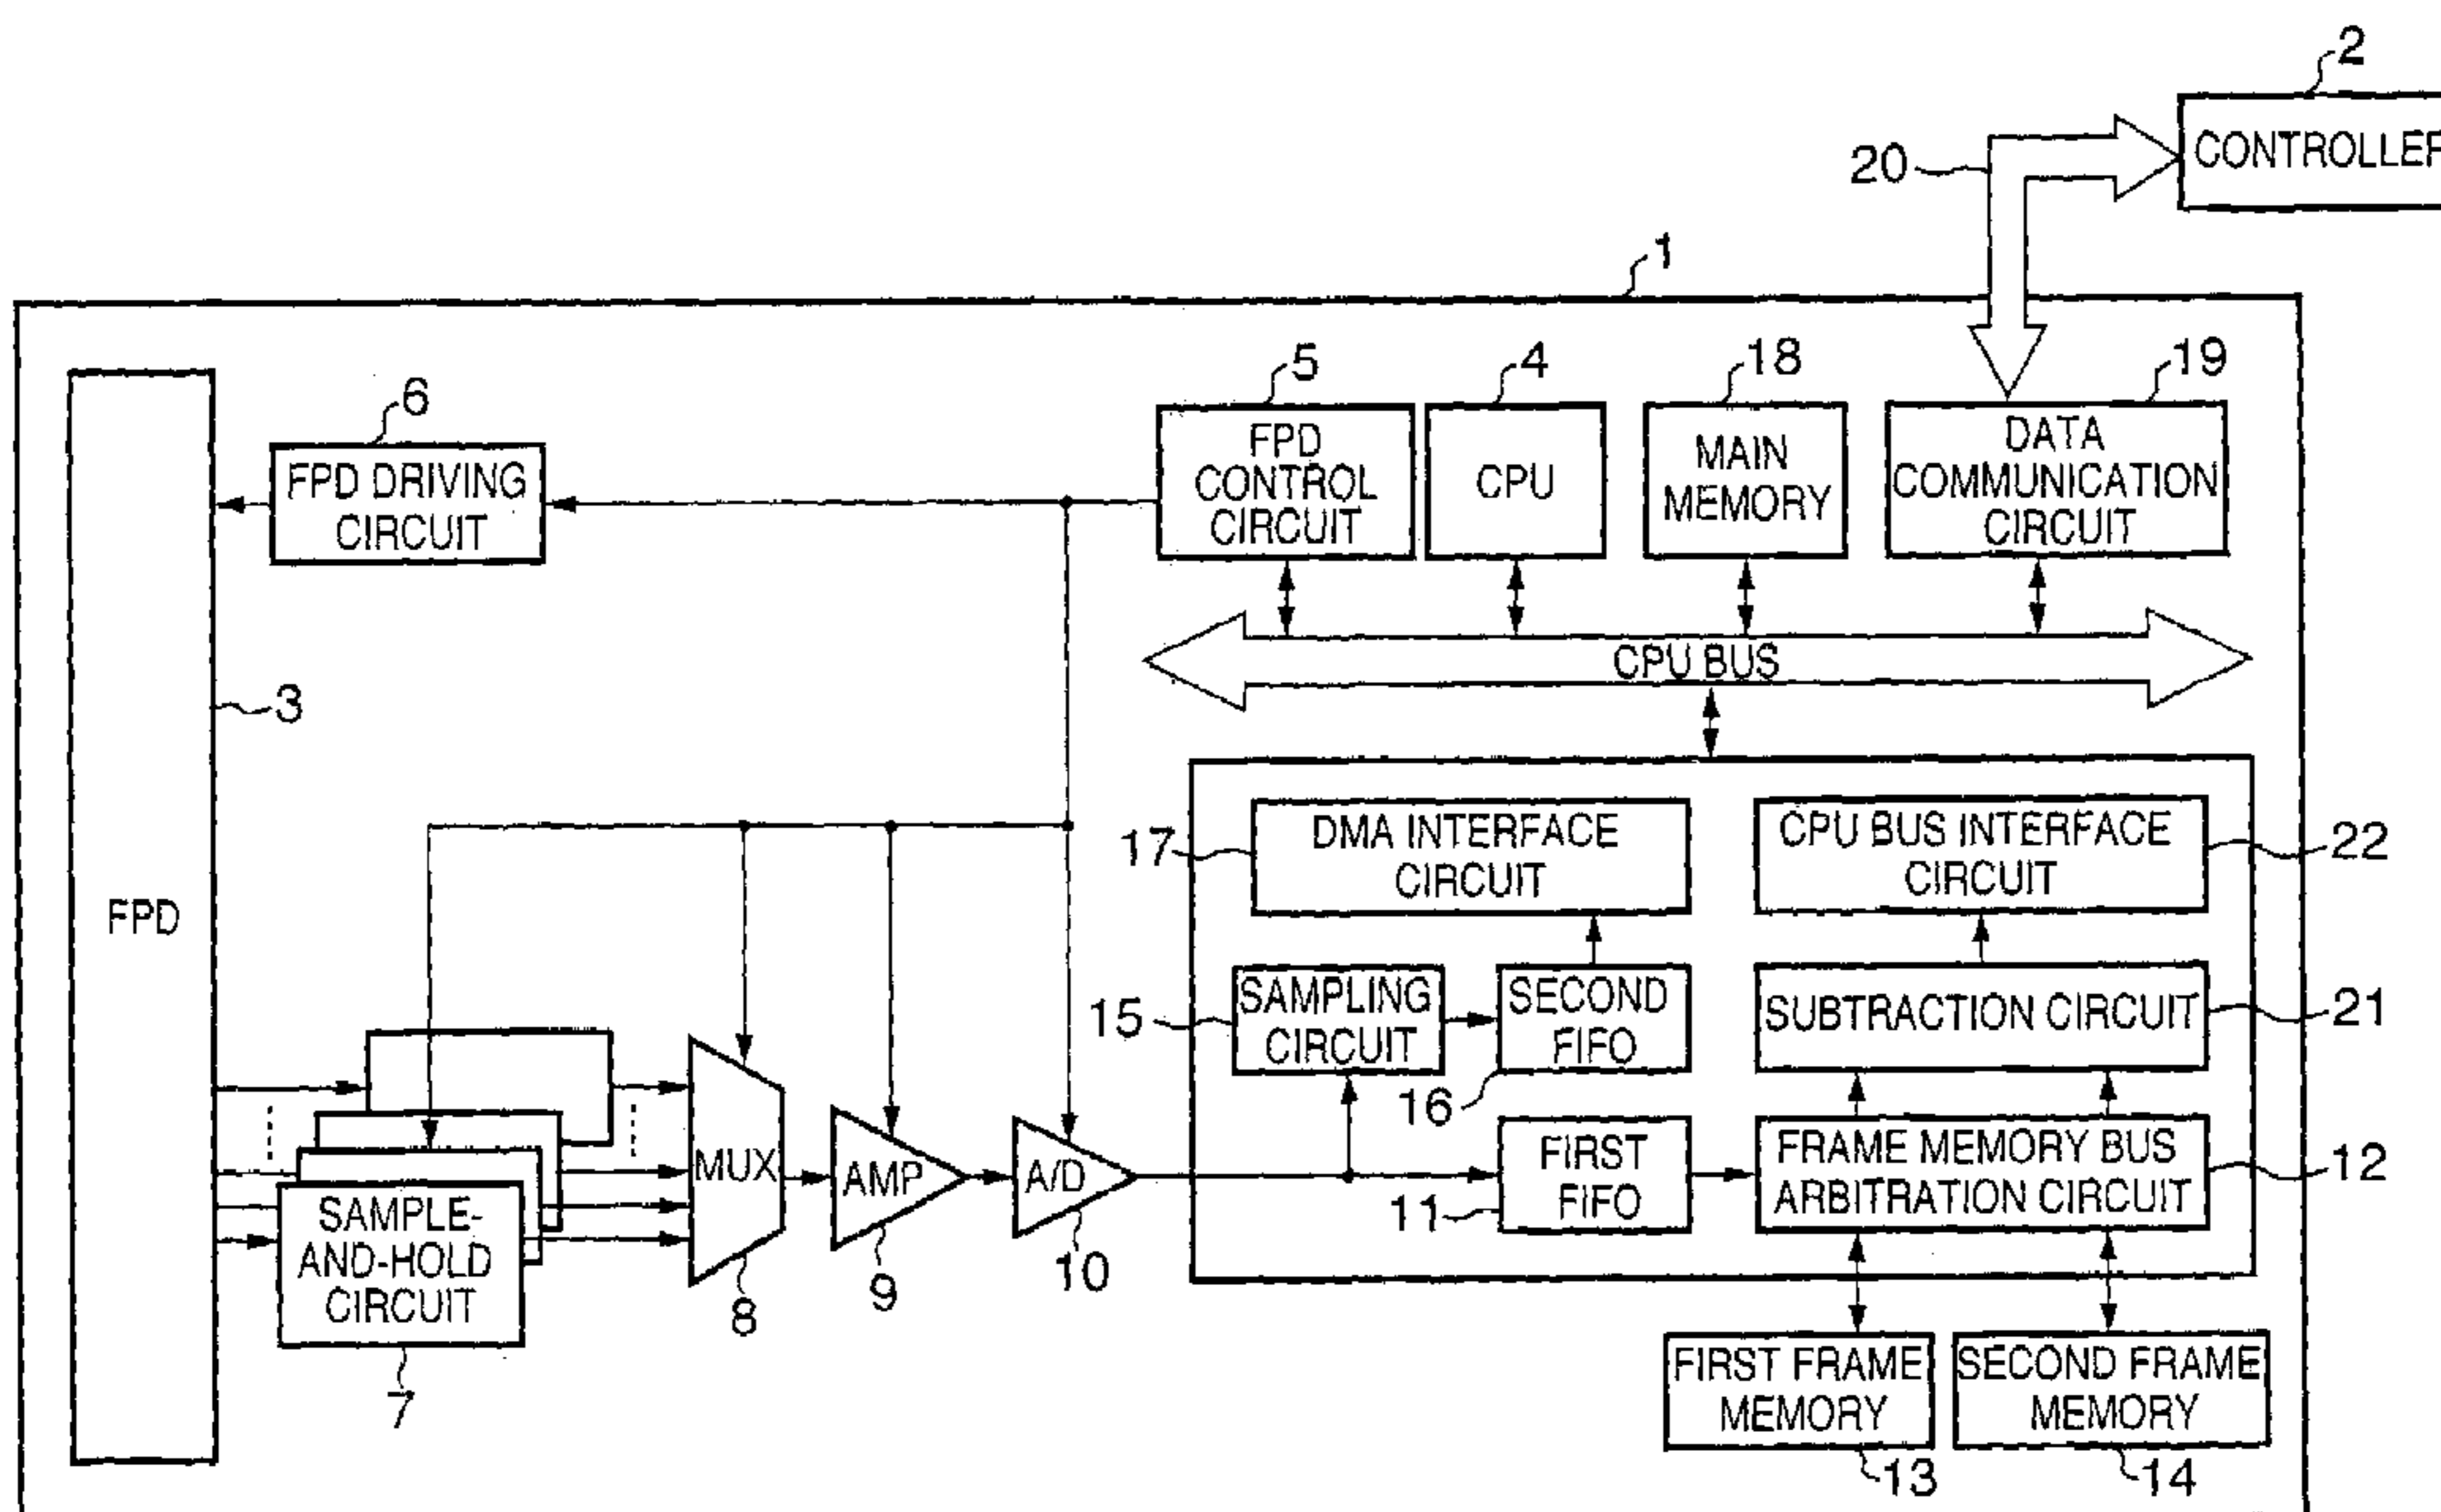 2
CONTROLLER
20
1
5
4
18
19
6
FPD
CONTROL
CIRCUIT
CPU
MAIN
MEMORY
DATA
COMMUNICATION
CIRCUIT
FPD DRIVING
CIRCUIT
CPU BUS
3
FPD
17
DMA INTERFACE
CIRCUIT
CPU BUS INTERFACE
CIRCUIT
22
15
SAMPLING
CIRCUIT
SECOND
FIFO
16
SUBTRACTION CIRCUIT
21
MUX
8
AMP
9
A/D
10
FIRST
FIFO
11
FRAME MEMORY BUS
ARBITRATION CIRCUIT
12
SAMPLE-
AND-HOLD
CIRCUIT
7
FIRST FRAME
MEMORY
13
SECOND FRAME
MEMORY
14